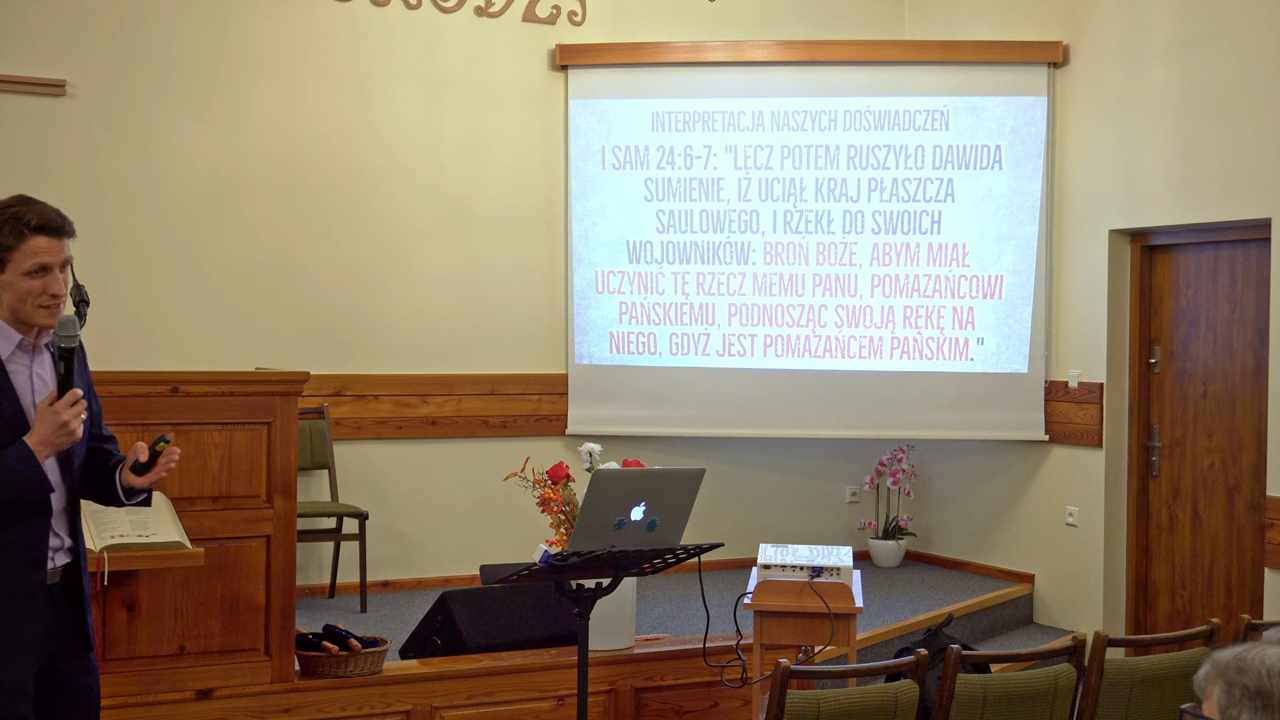 INTERPRETACJA NASZYCH DOŚWIADCZEŃ
I SAM 24:6-7: "LECZ POTEM RUSZYŁO DAWIDA
SUMIENIE, IŻ UCIĄŁ KRAJ PŁASZCZA
SAULOWEGO, I RZEKŁ DO SWOICH
WOJOWNIKÓW: BROŃ BOŻE, ABYM MIAŁ
UCZYNIĆ TĘ RZECZ MEMU PANU, POMAZAŃCOWI
PAŃSKIEMU, PODNOSZĄC SWOJĄ RĘKĘ NA
NIEGO, GDYŻ JEST POMAZAŃCEM PAŃSKIM."